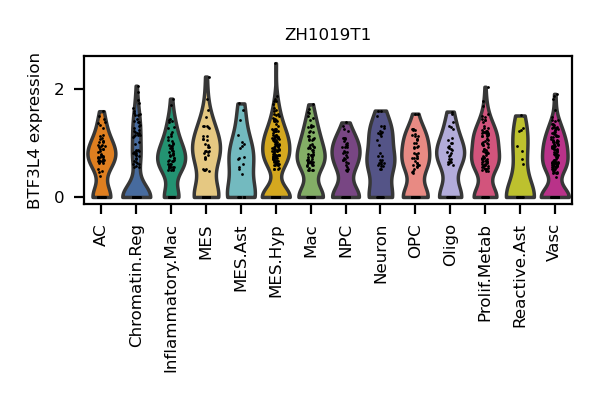 ZH1019T1
BTF3L4 expression
2
0
AC
Chromatin.Reg
Inflammatory.Mac
MES
MES.Ast
MES.Hyp
Mac
NPC
Neuron
OPC
Oligo
Prolif.Metab
Reactive.Ast
Vasc